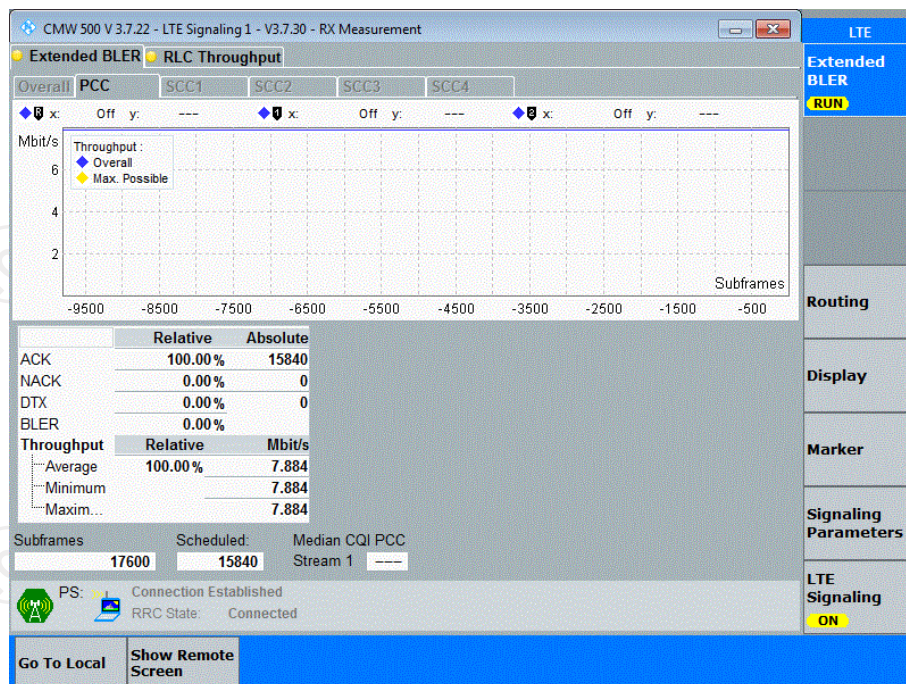 CMW 500 V 3.7.22 - LTE Signaling 1 - V3.7.30 - RX Measurement
LTE
Extended BLER RLC Throughput
Extended BLER
RUN
Overall PCC SCC1 SCC2 SCC3 SCC4
R x: Off y: --- 1 x: Off y: --- 2 x: Off y: ---
Mbit/s
Throughput :
Overall
Max. Possible
6
4
2
Subframes
-9500 -8500 -7500 -6500 -5500 -4500 -3500 -2500 -1500 -500
Relative Absolute
ACK 100.00 % 15840
NACK 0.00 % 0
DTX 0.00 % 0
BLER 0.00 %
Throughput Relative Mbit/s
Average 100.00 % 7.884
Minimum 7.884
Maxim... 7.884
Subframes Scheduled: Median CQI PCC
17600 15840 Stream 1 ---
PS: Connection Established
RRC State: Connected
Routing
Display
Marker
Signaling Parameters
LTE Signaling
ON
Go To Local
Show Remote Screen